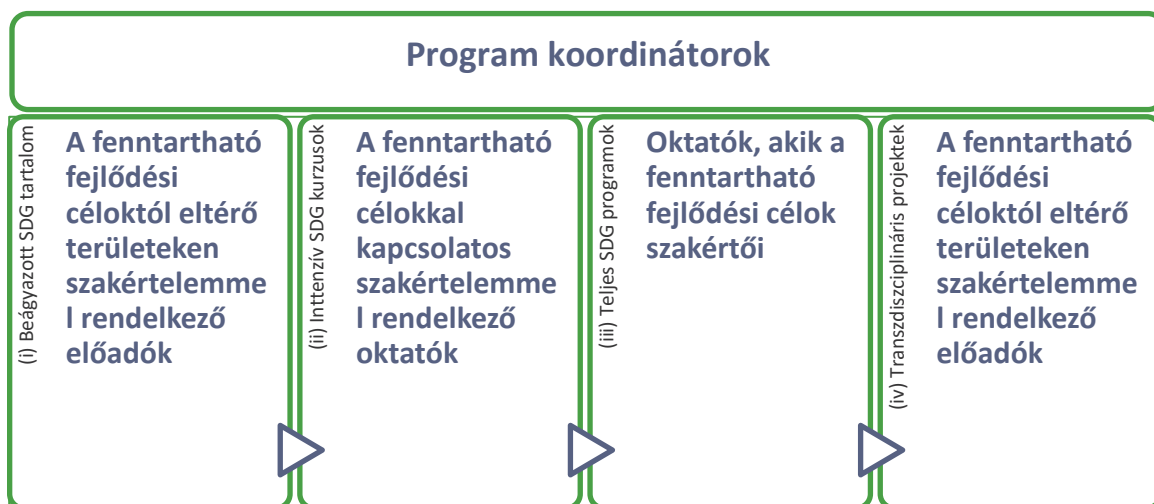 Program koordinátorok
(i) Beágyazott SDG tartalom
A fenntartható
fejlődési
céloktól eltérő
területeken
szakértelemme
l rendelkező
előadók
(ii) Inttenzív SDG kurzusok
A fenntartható
fejlődési
célokkal
kapcsolatos
szakértelemme
l rendelkező
oktatók
(iii) Teljes SDG programok
Oktatók, akik a
fenntartható
fejlődési célok
szakértői
(iv) Transzdiszciplináris projektek
A fenntartható
fejlődési
céloktól eltérő
területeken
szakértelemme
l rendelkező
előadók